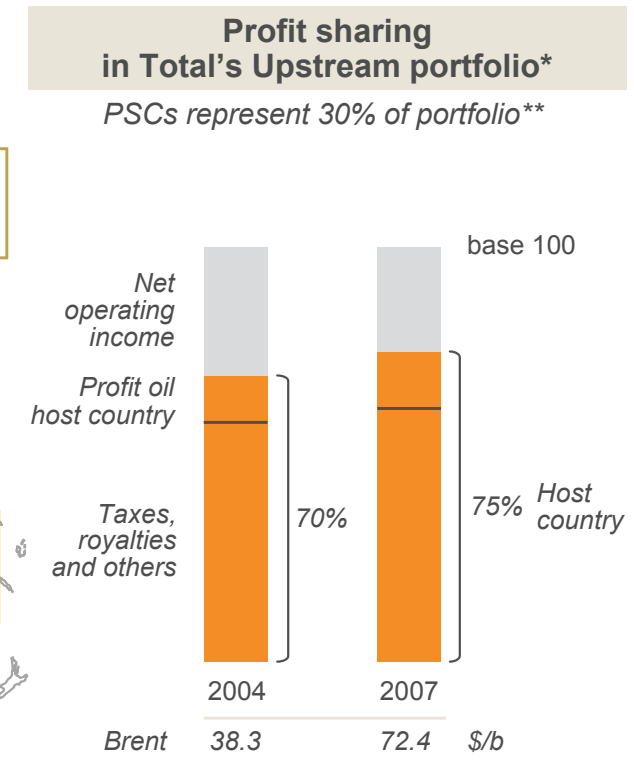 Profit sharing
in Total's Upstream portfolio*
PSCs represent 30% of portfolio**
base 100
Net
operating
income
Profit oil
host country
Taxes,
royalties
and others
70%
75%
Host
country
2004 2007
Brent 38.3 72.4 $/b